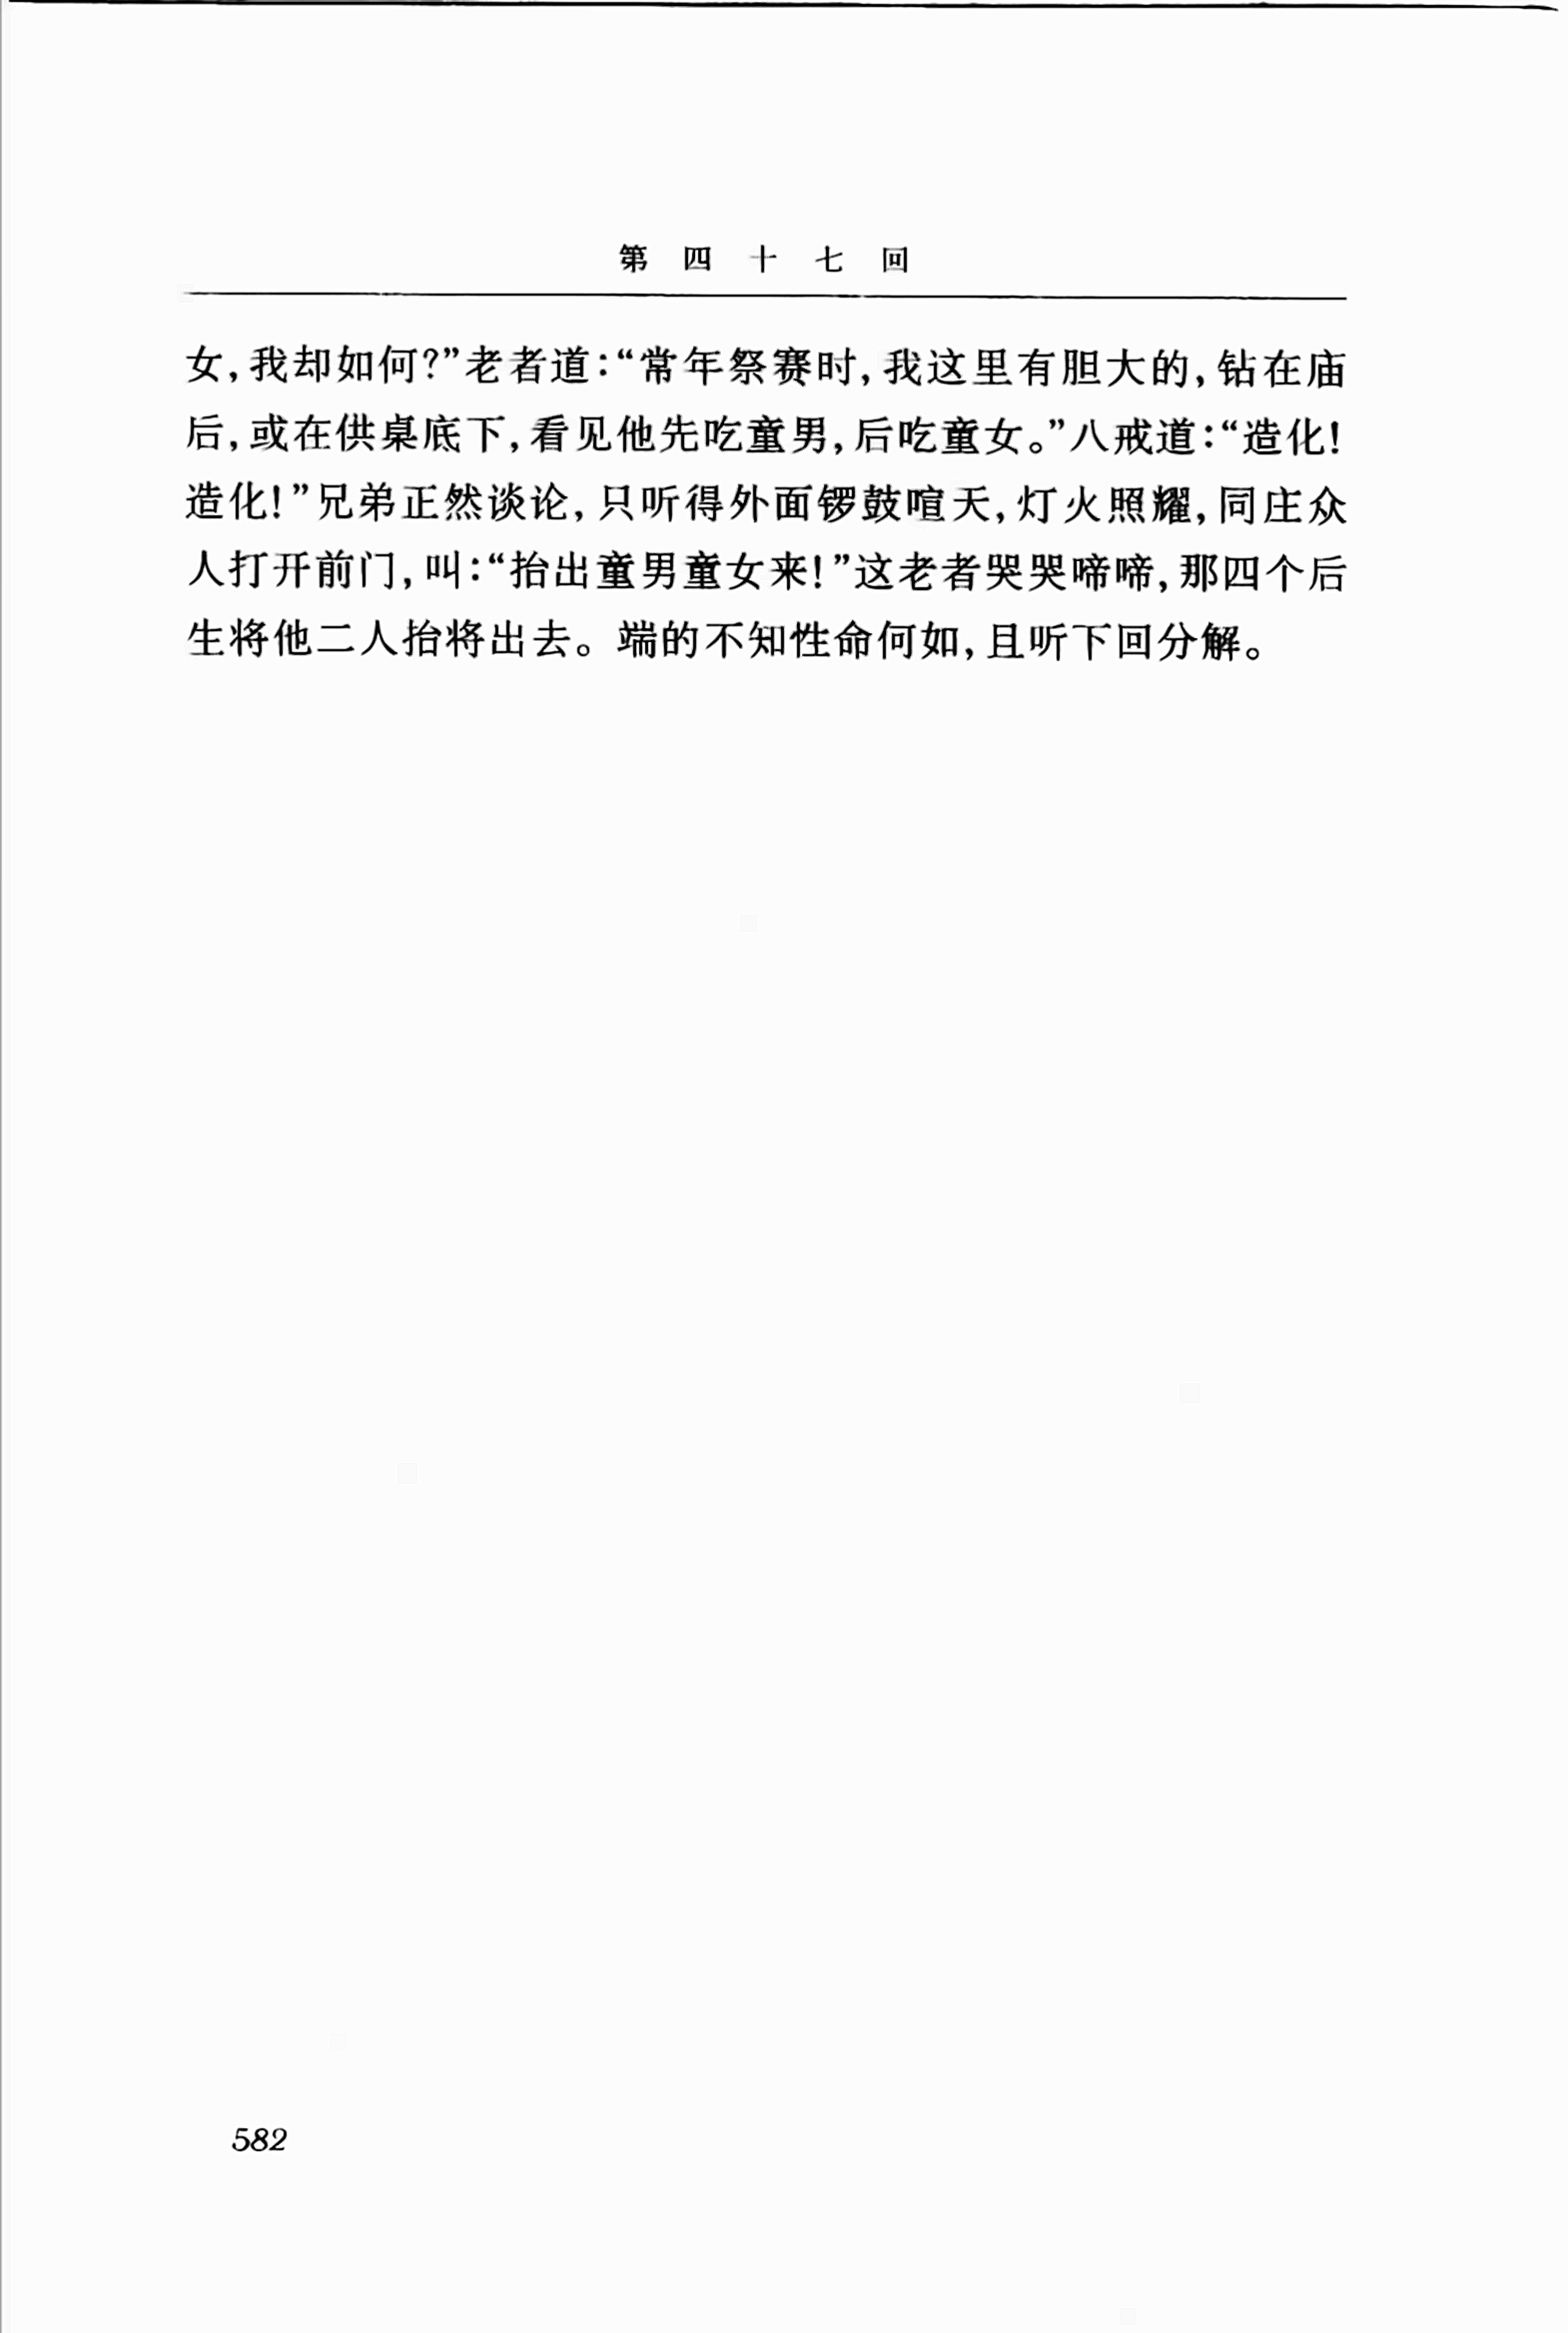 第四十七回
女,我却如何?”老者道:“常年祭赛时,我这里有胆大的,钻在庙
后,或在供桌底下,看见他先吃童男,后吃童女。”八戒道:“造化!
造化!”兄弟正然谈论,只听得外面锣鼓喧天,灯火照耀,同庄众
人打开前门,叫:“抬出童男童女来!”这老者哭哭啼啼,那四个后
生将他二人抬将出去。端的不知性命何如,且听下回分解。
582